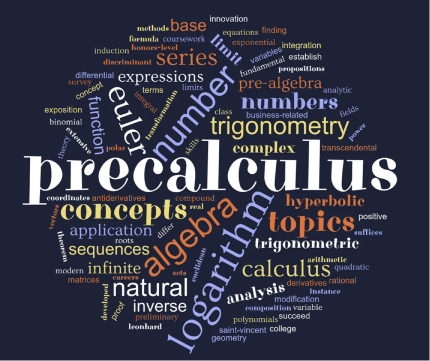 innovation
methods base equations finding
formula coursework limit exponential
induction honors-level series variables integration
discriminant fundamental establish
differential expressions number pre-algebra propositions
survey terms limits analytic
concept euler integral transformation numbers
exposition function class business-related fields
binomial skills trigonometry power
extensive complex transcendental
theory polar
precalculus
coordinates antiderivatives real compound hyperbolic
vectors concepts algebra logarithm topics positive
application differ suffices
theorem roots trigonometric
sequences euclidean arithmetic
modern infinite sets calculus quadratic
matrices careers derivatives rational
developed natural analysis instance
proof inverse modification
preliminary composition variable
polynomials succeed
leonhard saint-vincent college
geometry